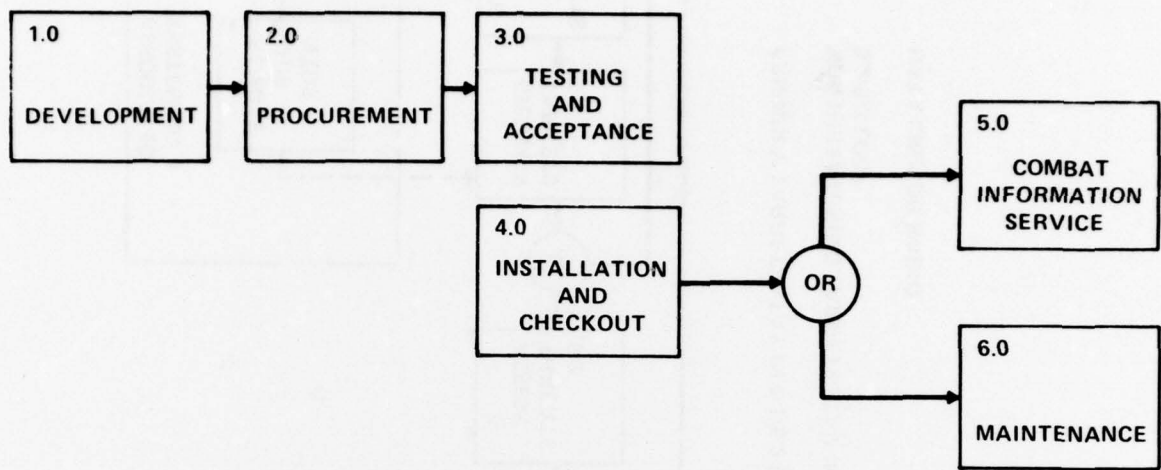 1.0
DEVELOPMENT
2.0
PROCUREMENT
3.0
TESTING
AND
ACCEPTANCE
4.0
INSTALLATION
AND
CHECKOUT
OR
5.0
COMBAT
INFORMATION
SERVICE
6.0
MAINTENANCE